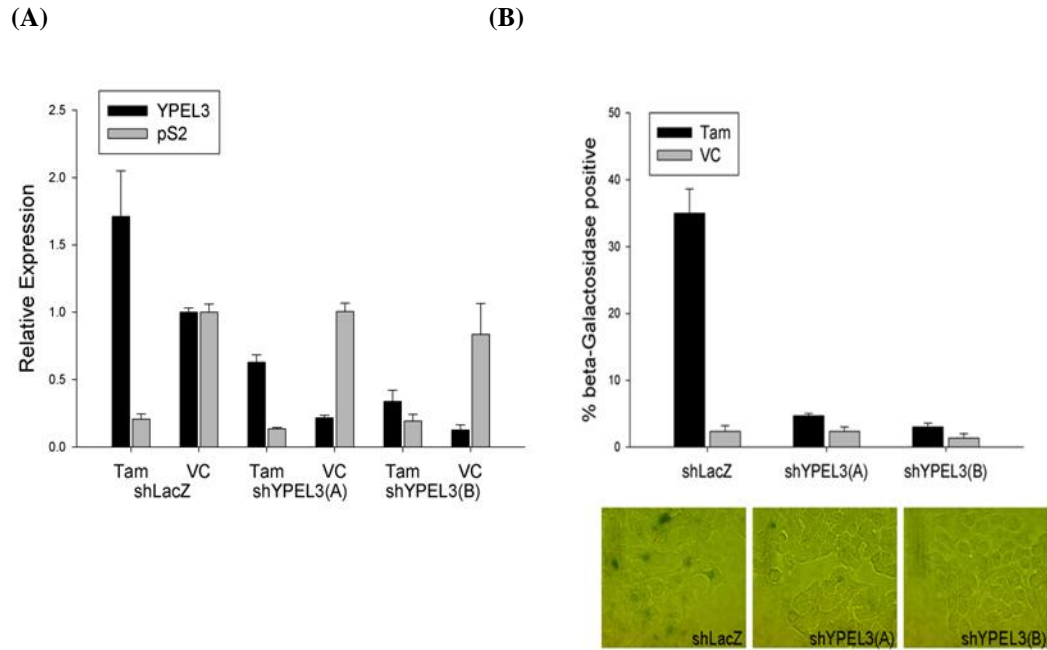 (A)
(B)
YPEL3
pS2
Relative Expression
2.5
2.0
1.5
1.0
0.5
0.0
Tam VC Tam VC Tam VC
shLacZ shYPEL3(A) shYPEL3(B)
Tam
VC
% beta-Galactosidase positive
50
40
30
20
10
0
shLacZ shYPEL3(A) shYPEL3(B)
shLacZ shYPEL3(A) shYPEL3(B)